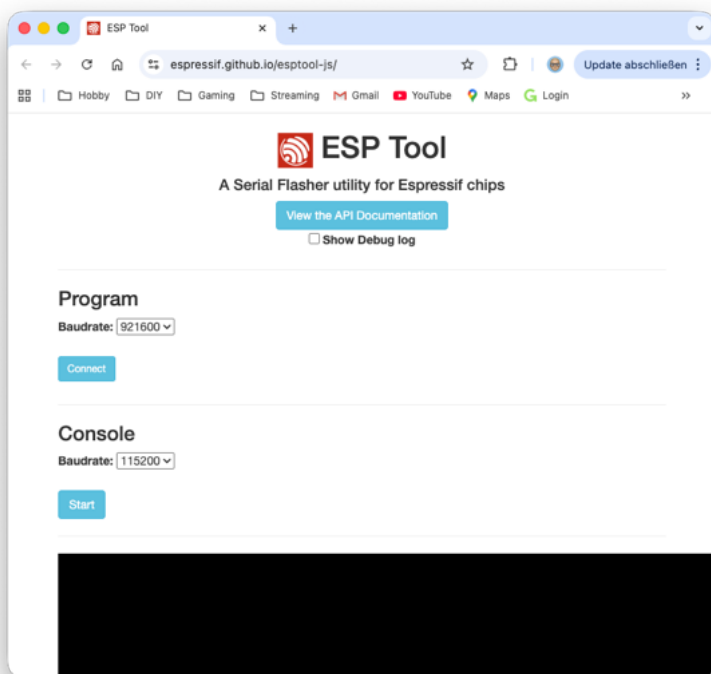 ESP Tool
espressif.github.io/esptool-js/
Update abschließen
Hobby DIY Gaming Streaming Gmail YouTube Maps Login
ESP Tool
A Serial Flasher utility for Espressif chips
View the API Documentation
Show Debug log
Program
Baudrate: 921600
Connect
Console
Baudrate: 115200
Start